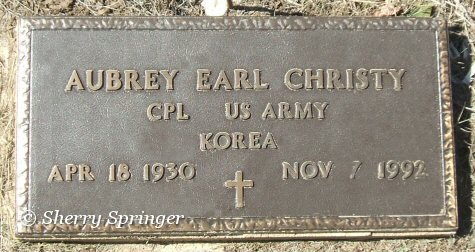 AUBREY EARL CHRISTY
CPL US ARMY
KOREA
APR 18 1930 NOV 7 1992
© Sherry Springer